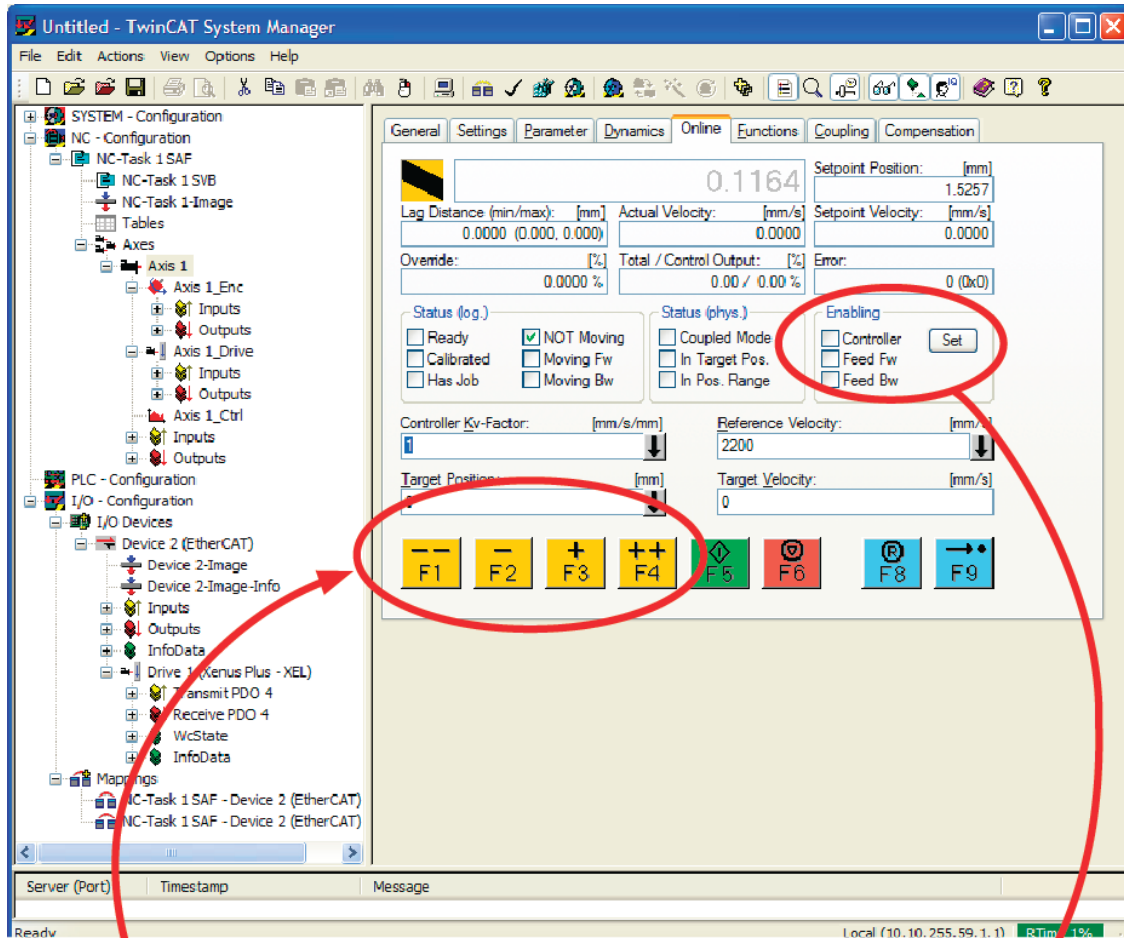 Untitled - TwinCAT System Manager
File Edit Actions View Options Help
SYSTEM - Configuration
NC - Configuration
NC-Task 1 SAF
NC-Task 1 SVB
NC-Task 1-Image
Tables
Axes
Axis 1
Axis 1_Enc
Inputs
Outputs
Axis 1_Drive
Inputs
Outputs
Axis 1_Ctrl
Inputs
Outputs
PLC - Configuration
I/O - Configuration
I/O Devices
Device 2 (EtherCAT)
Device 2-Image
Device 2-Image-Info
Inputs
Outputs
InfoData
Drive 1 (Xenus Plus - XEL)
Transmit PDO 4
Receive PDO 4
WcState
InfoData
Mappings
NC-Task 1 SAF - Device 2 (EtherCAT)
NC-Task 1 SAF - Device 2 (EtherCAT)
General Settings Parameter Dynamics Online Functions Coupling Compensation
0.1164
Setpoint Position: [mm]
1.5257
Lag Distance (min/max): [mm] Actual Velocity: [mm/s] Setpoint Velocity: [mm/s]
0.0000 (0.000, 0.000) 0.0000 0.0000
Override: [%] Total / Control Output: [%] Error:
0.0000 % 0.00 / 0.00 % 0 (0x0)
Status (log.) Status (phys.) Enabling
Ready NOT Moving Coupled Mode Controller Set
Calibrated Moving Fw In Target Pos. Feed Fw
Has Job Moving Bw In Pos. Range Feed Bw
Controller Kv-Factor: [mm/s/mm] Reference Velocity: [mm/s]
1 2200
Target Position: [mm] Target Velocity: [mm/s]
0 0
-- - + ++ R
F1 F2 F3 F4 F5 F6 F8 F9
Server (Port) Timestamp Message
Ready Local (10.10.255.59.1.1) RTime 1%